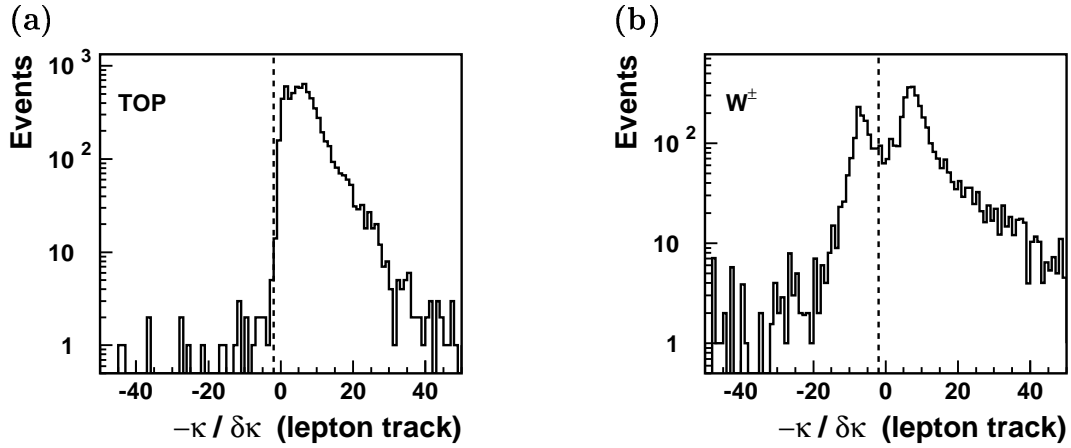 (a)
(b)
Events
10³
10²
10
1
TOP
-40 -20 0 20 40
−κ / δκ (lepton track)
Events
10²
10
1
W±
-40 -20 0 20 40
−κ / δκ (lepton track)